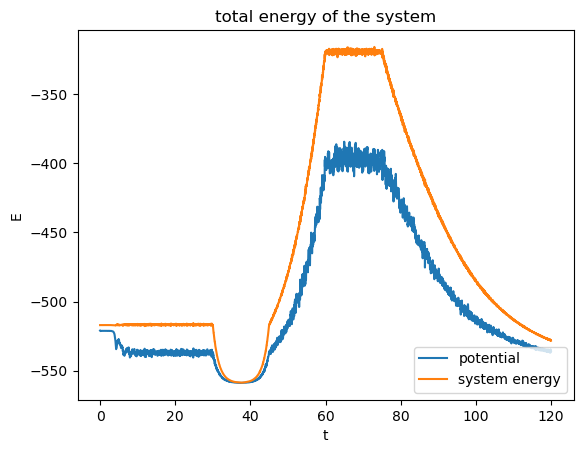 total energy of the system
E
−350
−400
−450
−500
−550
0 20 40 60 80 100 120
t
potential
system energy